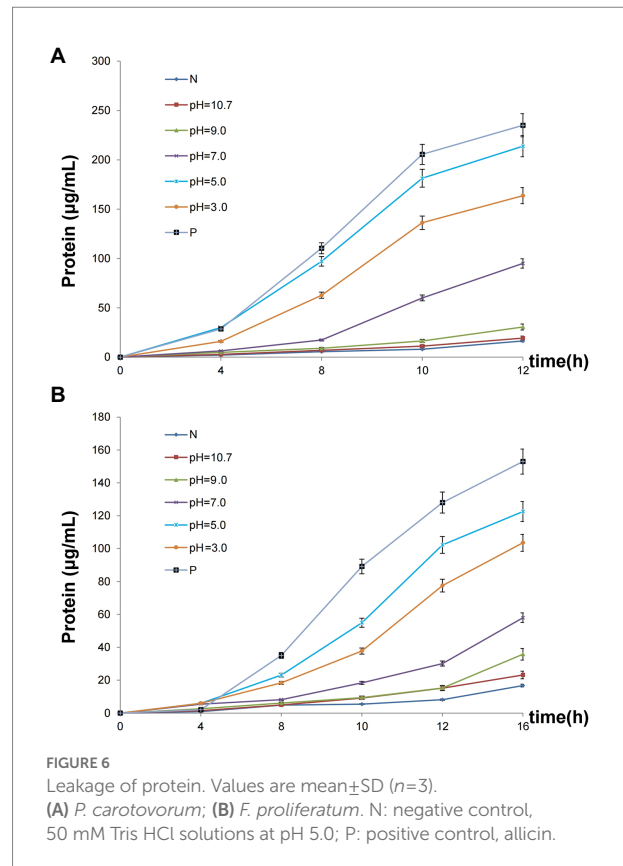 A
300
250
200
150
100
50
0
Protein (µg/mL)
N
pH=10.7
pH=9.0
pH=7.0
pH=5.0
pH=3.0
P
0 4 8 10 12
time(h)
B
180
160
140
120
100
80
60
40
20
0
Protein (µg/mL)
N
pH=10.7
pH=9.0
pH=7.0
pH=5.0
pH=3.0
P
0 4 8 10 12 16
time(h)
FIGURE 6
Leakage of protein. Values are mean±SD (n=3).
(A) P. carotovorum; (B) F. proliferatum. N: negative control,
50 mM Tris HCl solutions at pH 5.0; P: positive control, allicin.